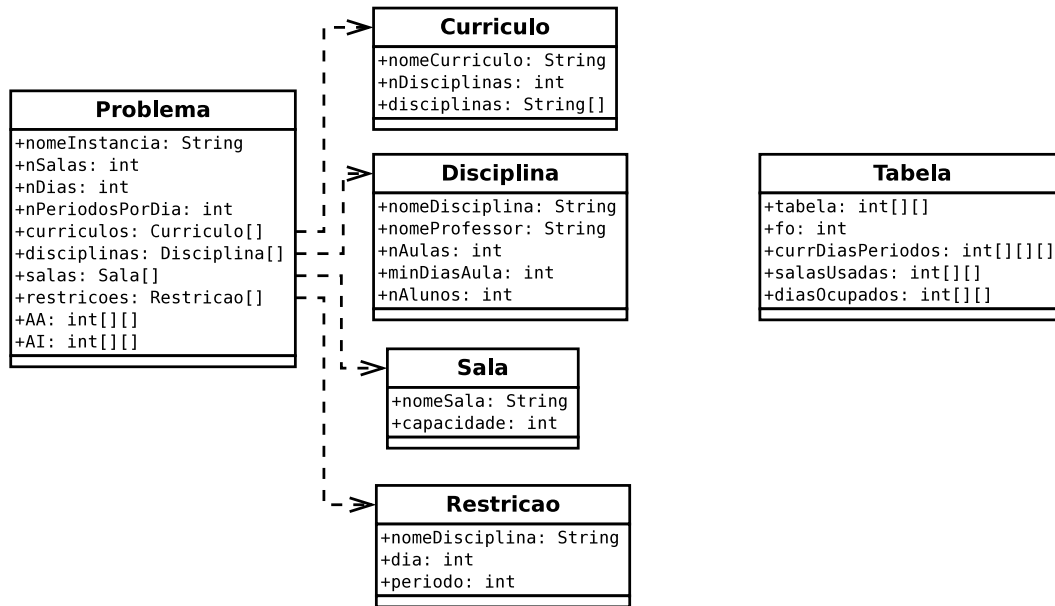 Problema
+nomeInstancia: String
+nSalas: int
+nDias: int
+nPeriodosPorDia: int
+curriculos: Curriculo[]
+disciplinas: Disciplina[]
+salas: Sala[]
+restricoes: Restricao[]
+AA: int[][]
+AI: int[][]
Curriculo
+nomeCurriculo: String
+nDisciplinas: int
+disciplinas: String[]
Disciplina
+nomeDisciplina: String
+nomeProfessor: String
+nAulas: int
+minDiasAula: int
+nAlunos: int
Sala
+nomeSala: String
+capacidade: int
Restricao
+nomeDisciplina: String
+dia: int
+periodo: int
Tabela
+tabela: int[][]
+fo: int
+currDiasPeriodos: int[][][]
+salasUsadas: int[][]
+diasOcupados: int[][]